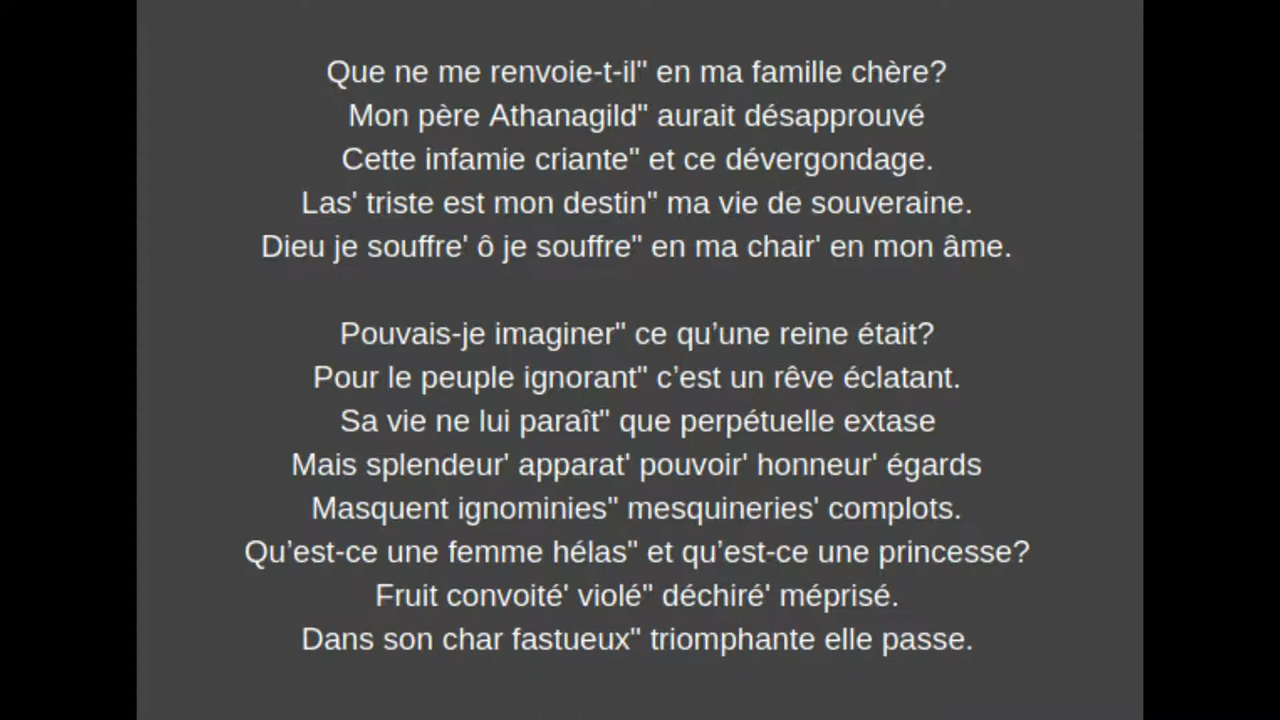 Que ne me renvoie-t-il" en ma famille chère?
Mon père Athanagild" aurait désapprouvé
Cette infamie criante" et ce dévergondage.
Las' triste est mon destin" ma vie de souveraine.
Dieu je souffre' ô je souffre" en ma chair' en mon âme.
Pouvais-je imaginer" ce qu’une reine était?
Pour le peuple ignorant" c’est un rêve éclatant.
Sa vie ne lui paraît" que perpétuelle extase
Mais splendeur' apparat' pouvoir' honneur' égards
Masquent ignominies" mesquineries' complots.
Qu’est-ce une femme hélas" et qu’est-ce une princesse?
Fruit convoité' violé" déchiré' méprisé.
Dans son char fastueux" triomphante elle passe.